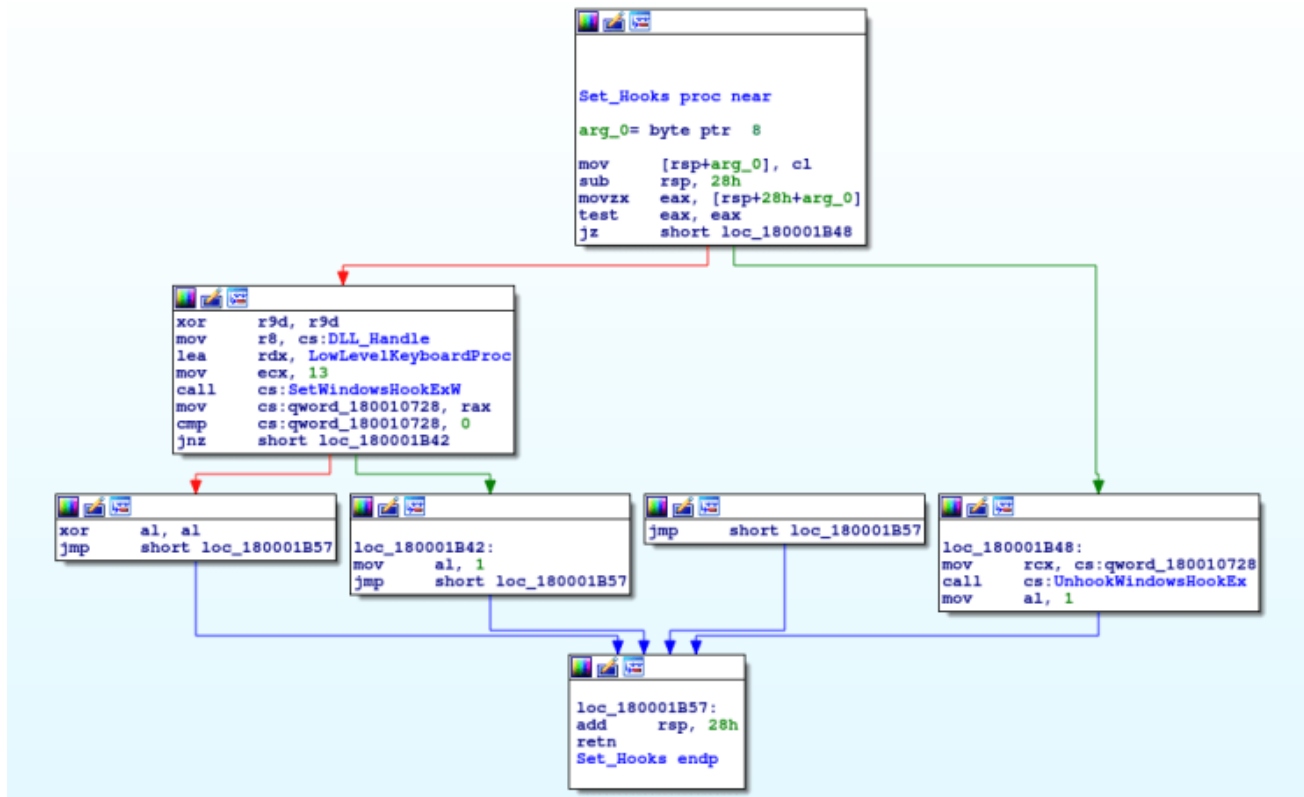 Set_Hooks proc near
arg_0= byte ptr  8
mov     [rsp+arg_0], cl
sub     rsp, 28h
movzx   eax, [rsp+28h+arg_0]
test    eax, eax
jz      short loc_180001B48
xor     r9d, r9d
mov     r8, cs:DLL_Handle
lea     rdx, LowLevelKeyboardProc
mov     ecx, 13
call    cs:SetWindowsHookExW
mov     cs:qword_180010728, rax
cmp     cs:qword_180010728, 0
jnz     short loc_180001B42
xor     al, al
jmp     short loc_180001B57
loc_180001B42:
mov     al, 1
jmp     short loc_180001B57
jmp     short loc_180001B57
loc_180001B48:
mov     rcx, cs:qword_180010728
call    cs:UnhookWindowsHookEx
mov     al, 1
loc_180001B57:
add     rsp, 28h
retn
Set_Hooks endp